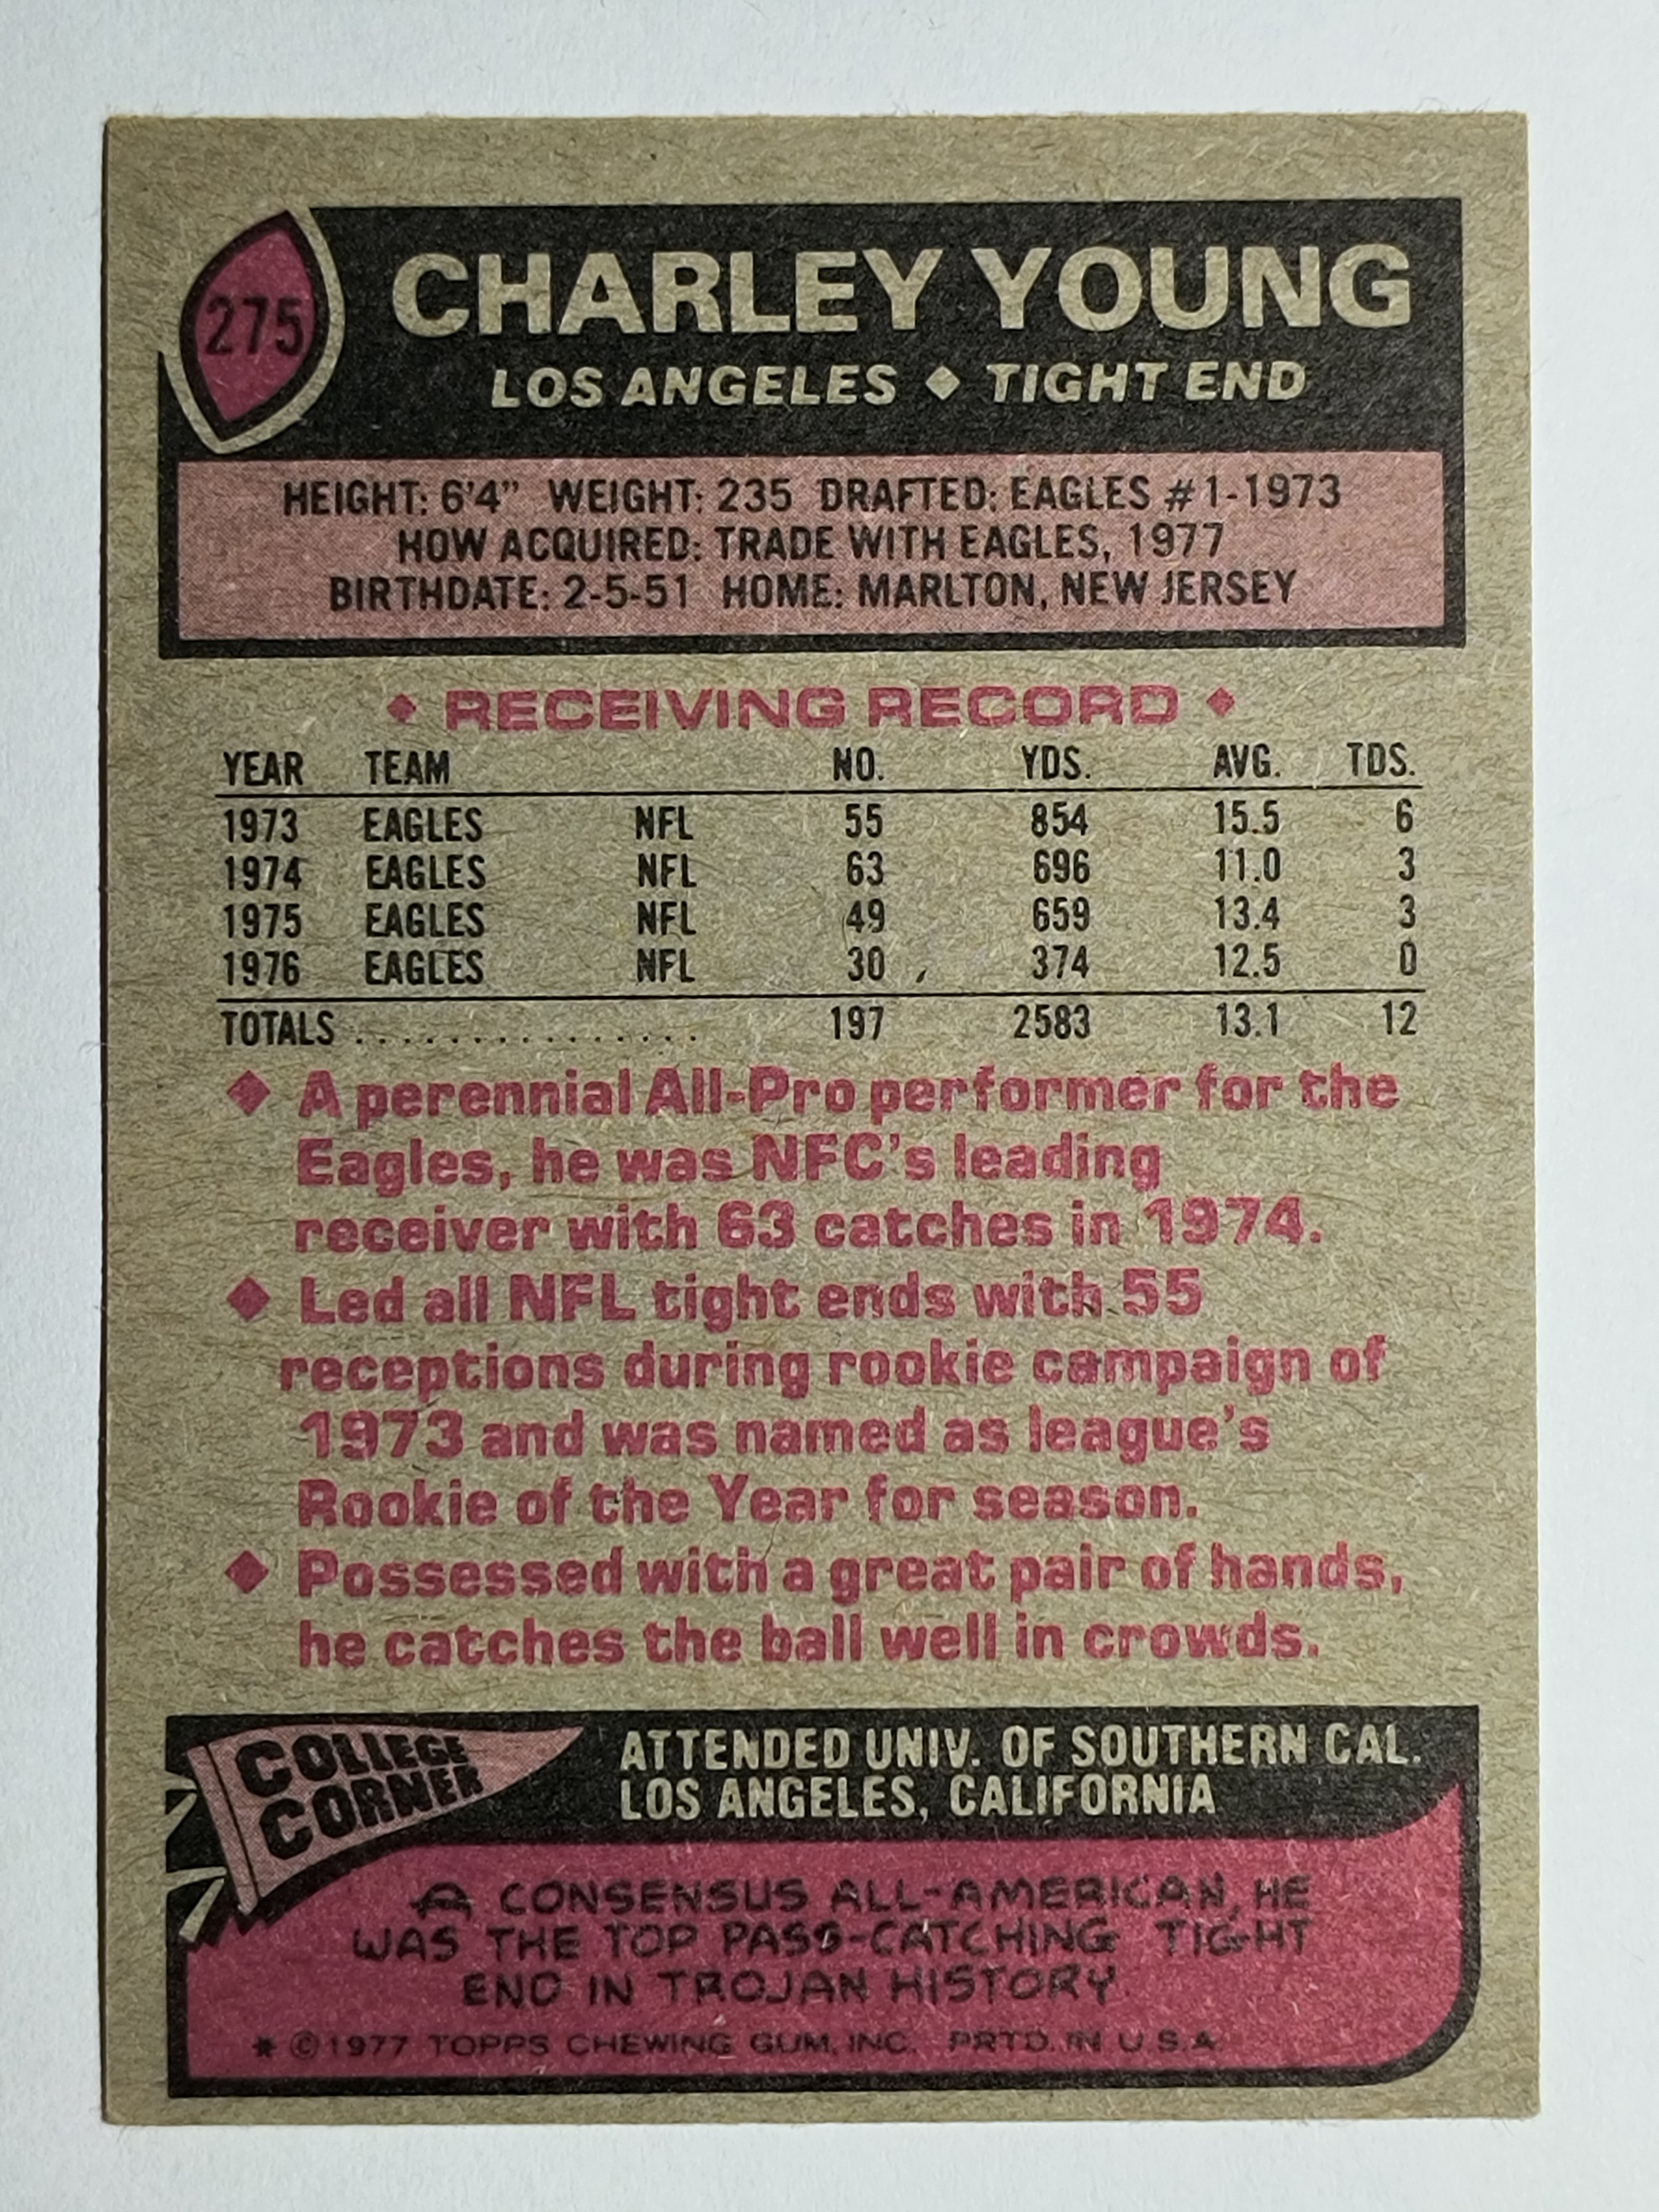 275
CHARLEY YOUNG
LOS ANGELES ◆ TIGHT END
HEIGHT: 6'4" WEIGHT: 235 DRAFTED: EAGLES #1-1973
HOW ACQUIRED: TRADE WITH EAGLES, 1977
BIRTHDATE: 2-5-51 HOME: MARLTON, NEW JERSEY
◆ RECEIVING RECORD ◆
YEAR TEAM NO. YDS. AVG. TDS.
1973 EAGLES NFL 55 854 15.5 6
1974 EAGLES NFL 63 696 11.0 3
1975 EAGLES NFL 49 659 13.4 3
1976 EAGLES NFL 30 374 12.5 0
TOTALS . . . . . . . . . . . . . . . 197 2583 13.1 12
◆ A perennial All-Pro performer for the
Eagles, he was NFC's leading
receiver with 63 catches in 1974.
◆ Led all NFL tight ends with 55
receptions during rookie campaign of
1973 and was named as league's
Rookie of the Year for season.
◆ Possessed with a great pair of hands,
he catches the ball well in crowds.
COLLEGE
CORNER
ATTENDED UNIV. OF SOUTHERN CAL.
LOS ANGELES, CALIFORNIA
A CONSENSUS ALL-AMERICAN, HE
WAS THE TOP PASS-CATCHING TIGHT
END IN TROJAN HISTORY
* © 1977 TOPPS CHEWING GUM, INC. PRTD. IN U.S.A.